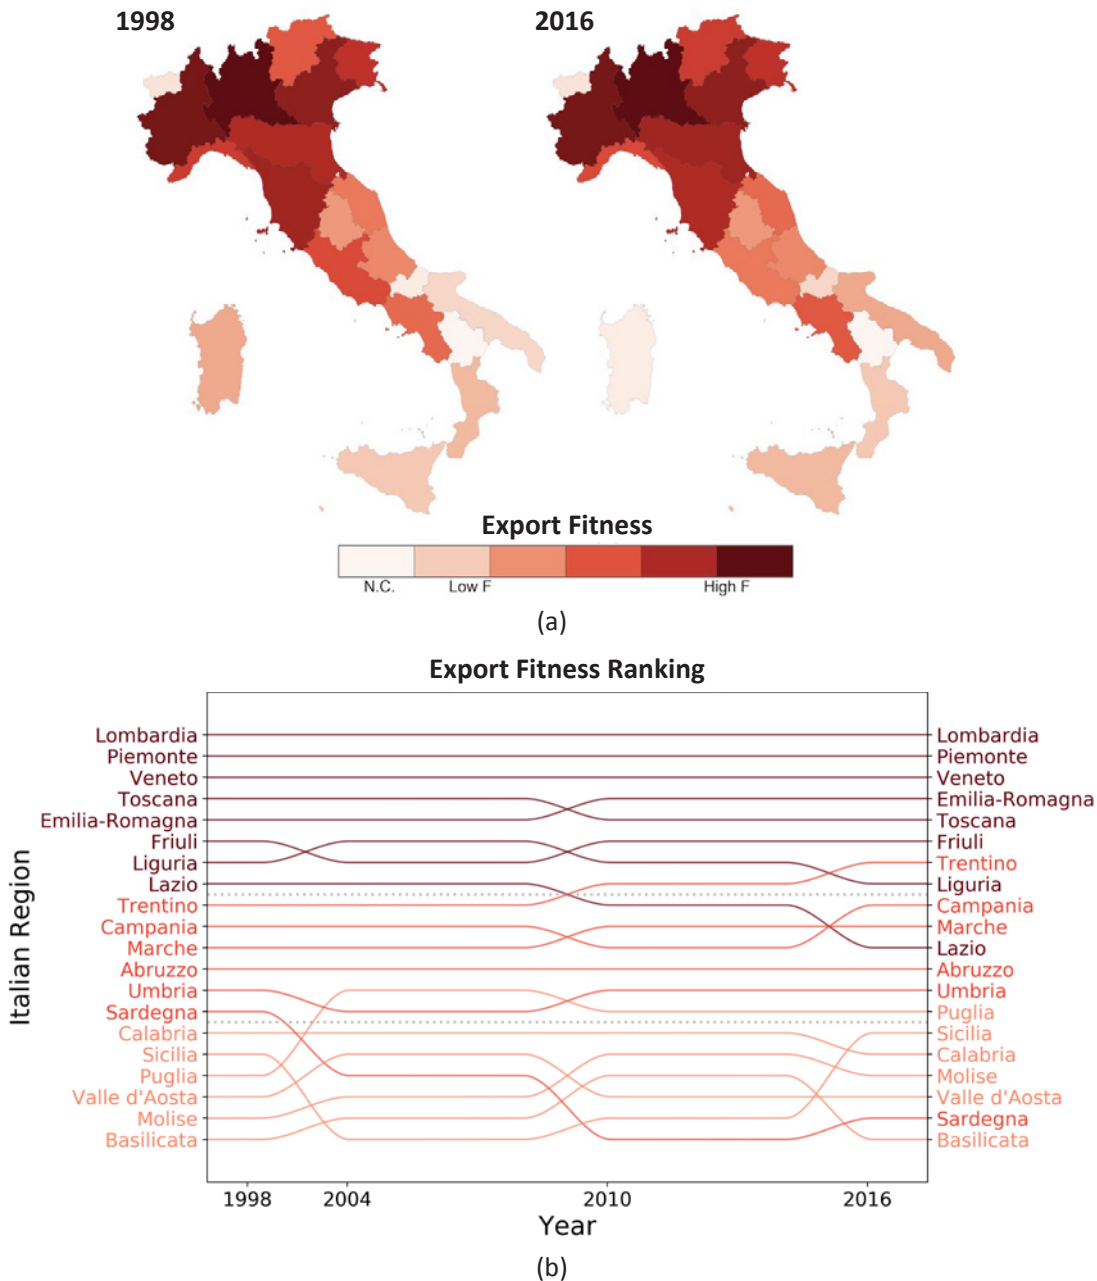 1998
2016
Export Fitness
N.C.
Low F
High F
(a)
Export Fitness Ranking
Italian Region
Lombardia
Piemonte
Veneto
Toscana
Emilia-Romagna
Friuli
Liguria
Lazio
Trentino
Campania
Marche
Abruzzo
Umbria
Sardegna
Calabria
Sicilia
Puglia
Valle d'Aosta
Molise
Basilicata
Lombardia
Piemonte
Veneto
Emilia-Romagna
Toscana
Friuli
Trentino
Liguria
Campania
Marche
Lazio
Abruzzo
Umbria
Puglia
Sicilia
Calabria
Molise
Valle d'Aosta
Sardegna
Basilicata
1998
2004
2010
2016
Year
(b)